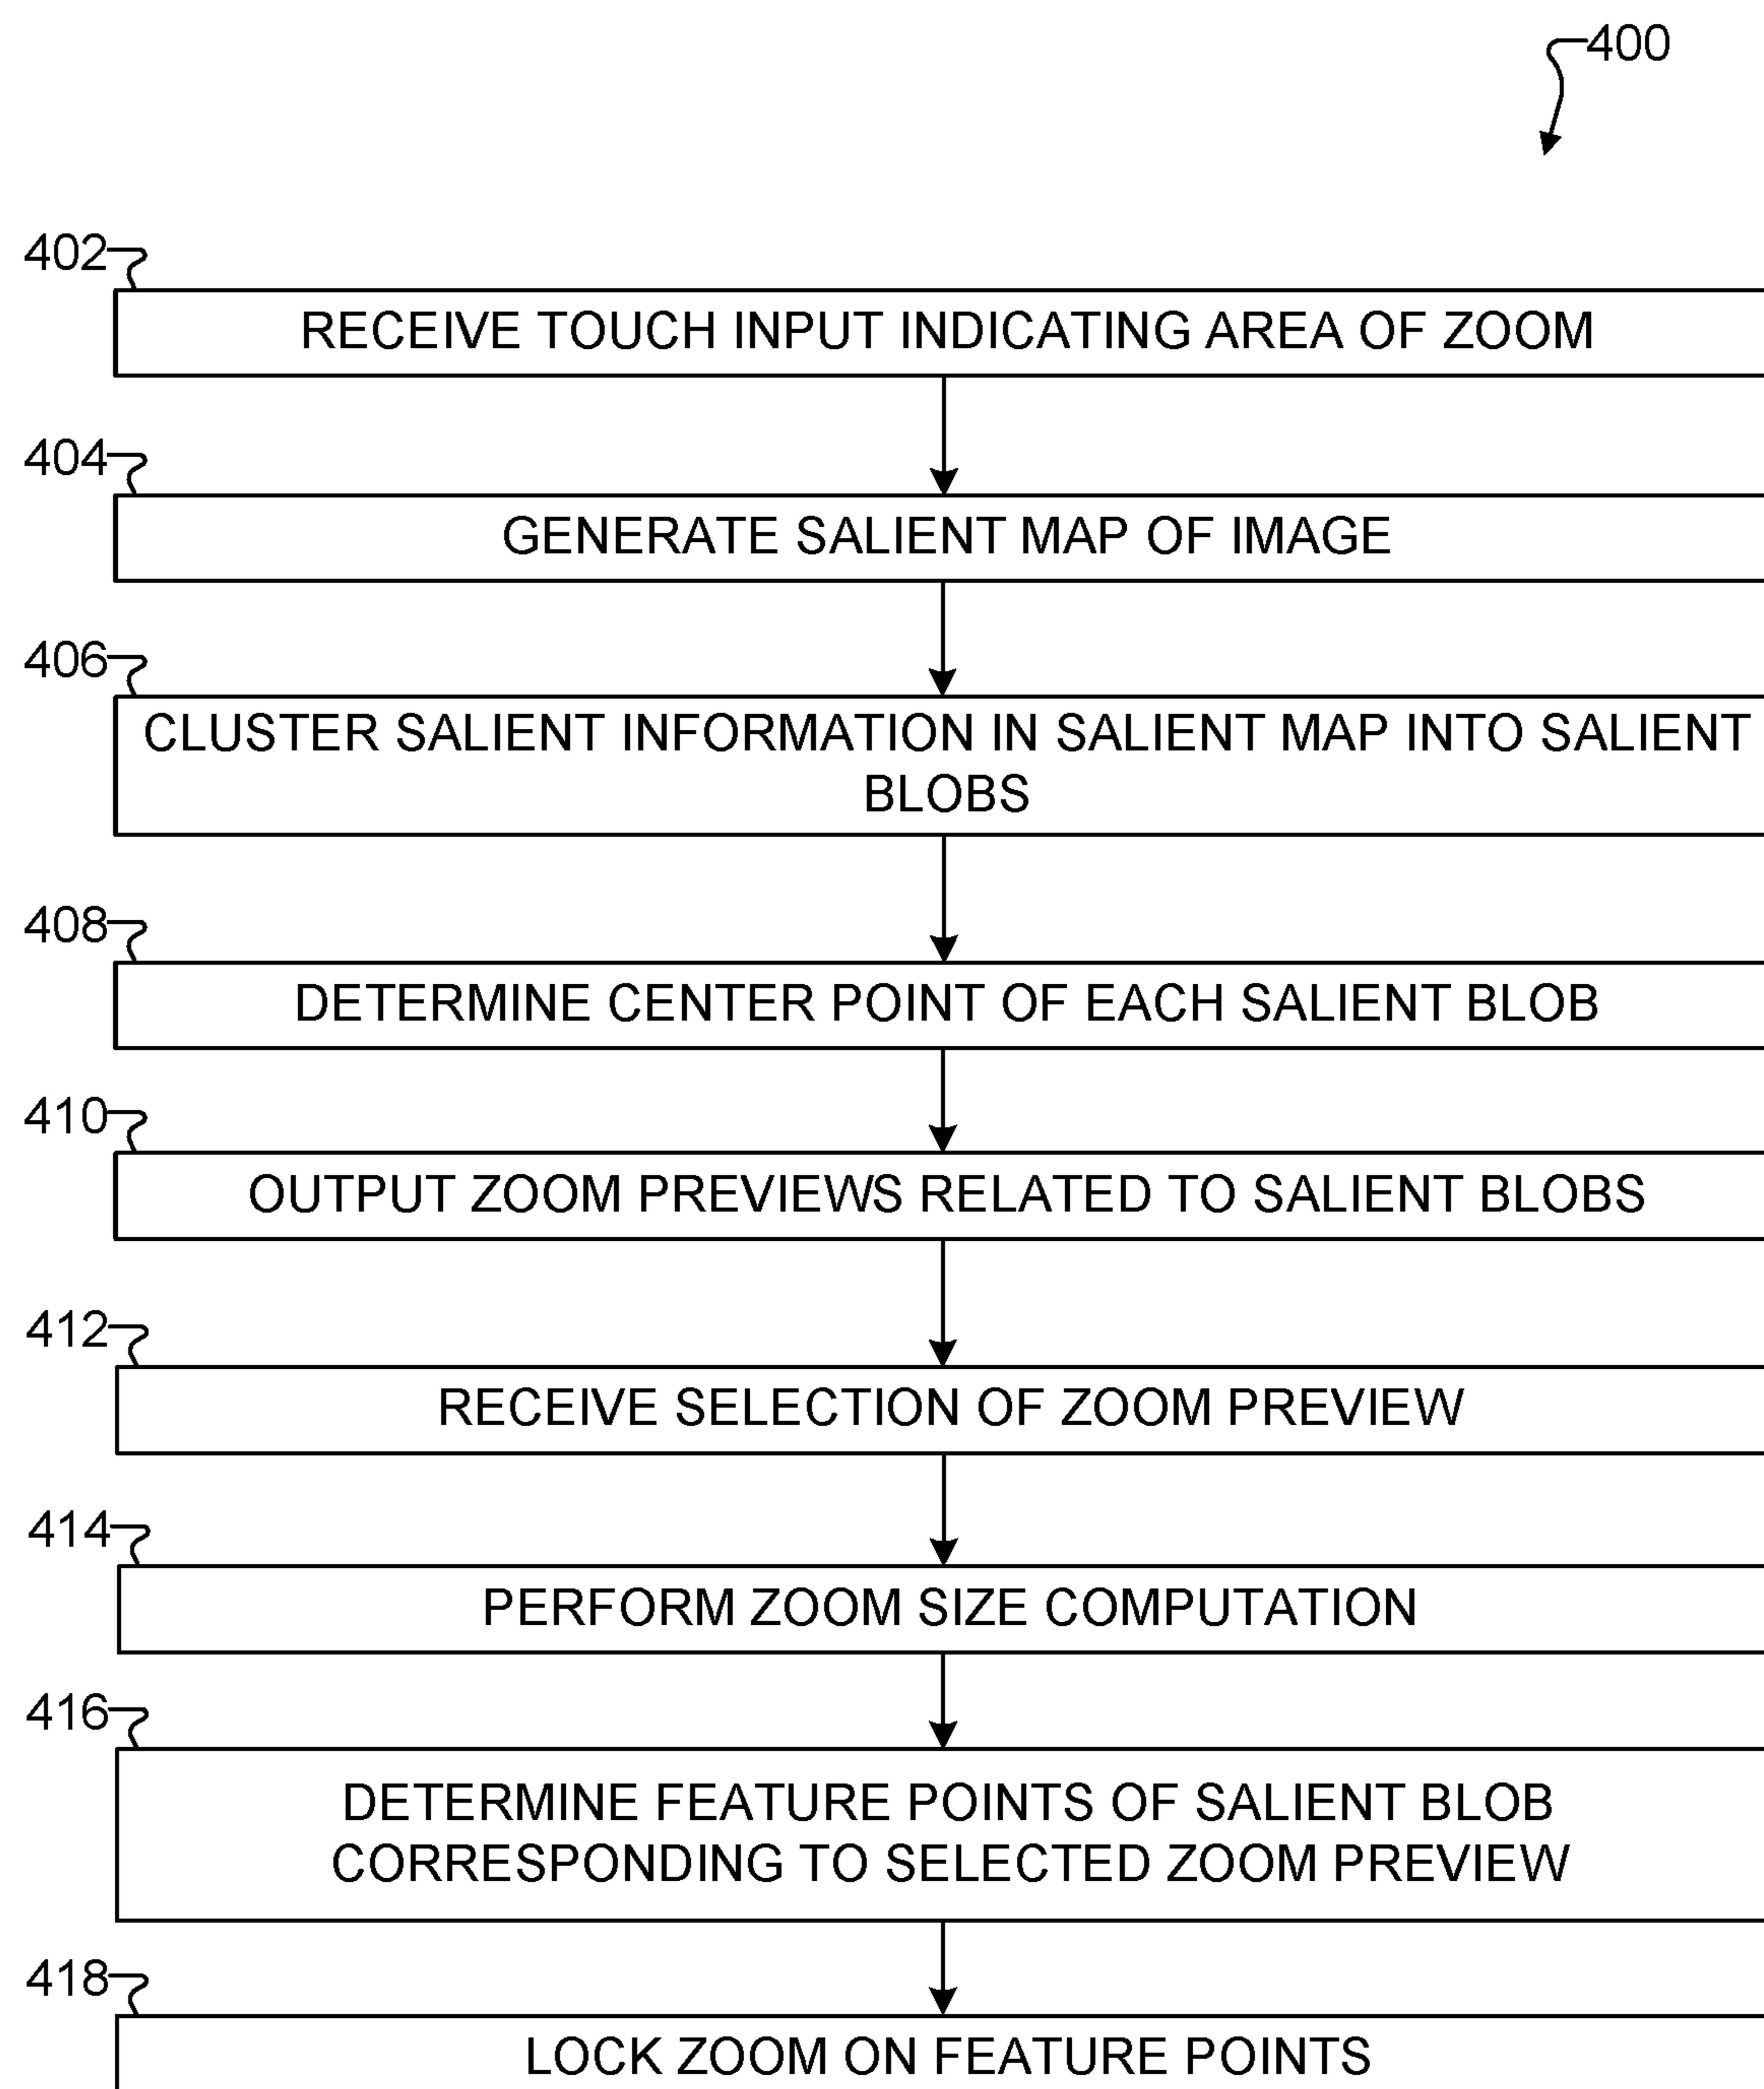 400
402
RECEIVE TOUCH INPUT INDICATING AREA OF ZOOM
404
GENERATE SALIENT MAP OF IMAGE
406
CLUSTER SALIENT INFORMATION IN SALIENT MAP INTO SALIENT
BLOBS
408
DETERMINE CENTER POINT OF EACH SALIENT BLOB
410
OUTPUT ZOOM PREVIEWS RELATED TO SALIENT BLOBS
412
RECEIVE SELECTION OF ZOOM PREVIEW
414
PERFORM ZOOM SIZE COMPUTATION
416
DETERMINE FEATURE POINTS OF SALIENT BLOB
CORRESPONDING TO SELECTED ZOOM PREVIEW
418
LOCK ZOOM ON FEATURE POINTS